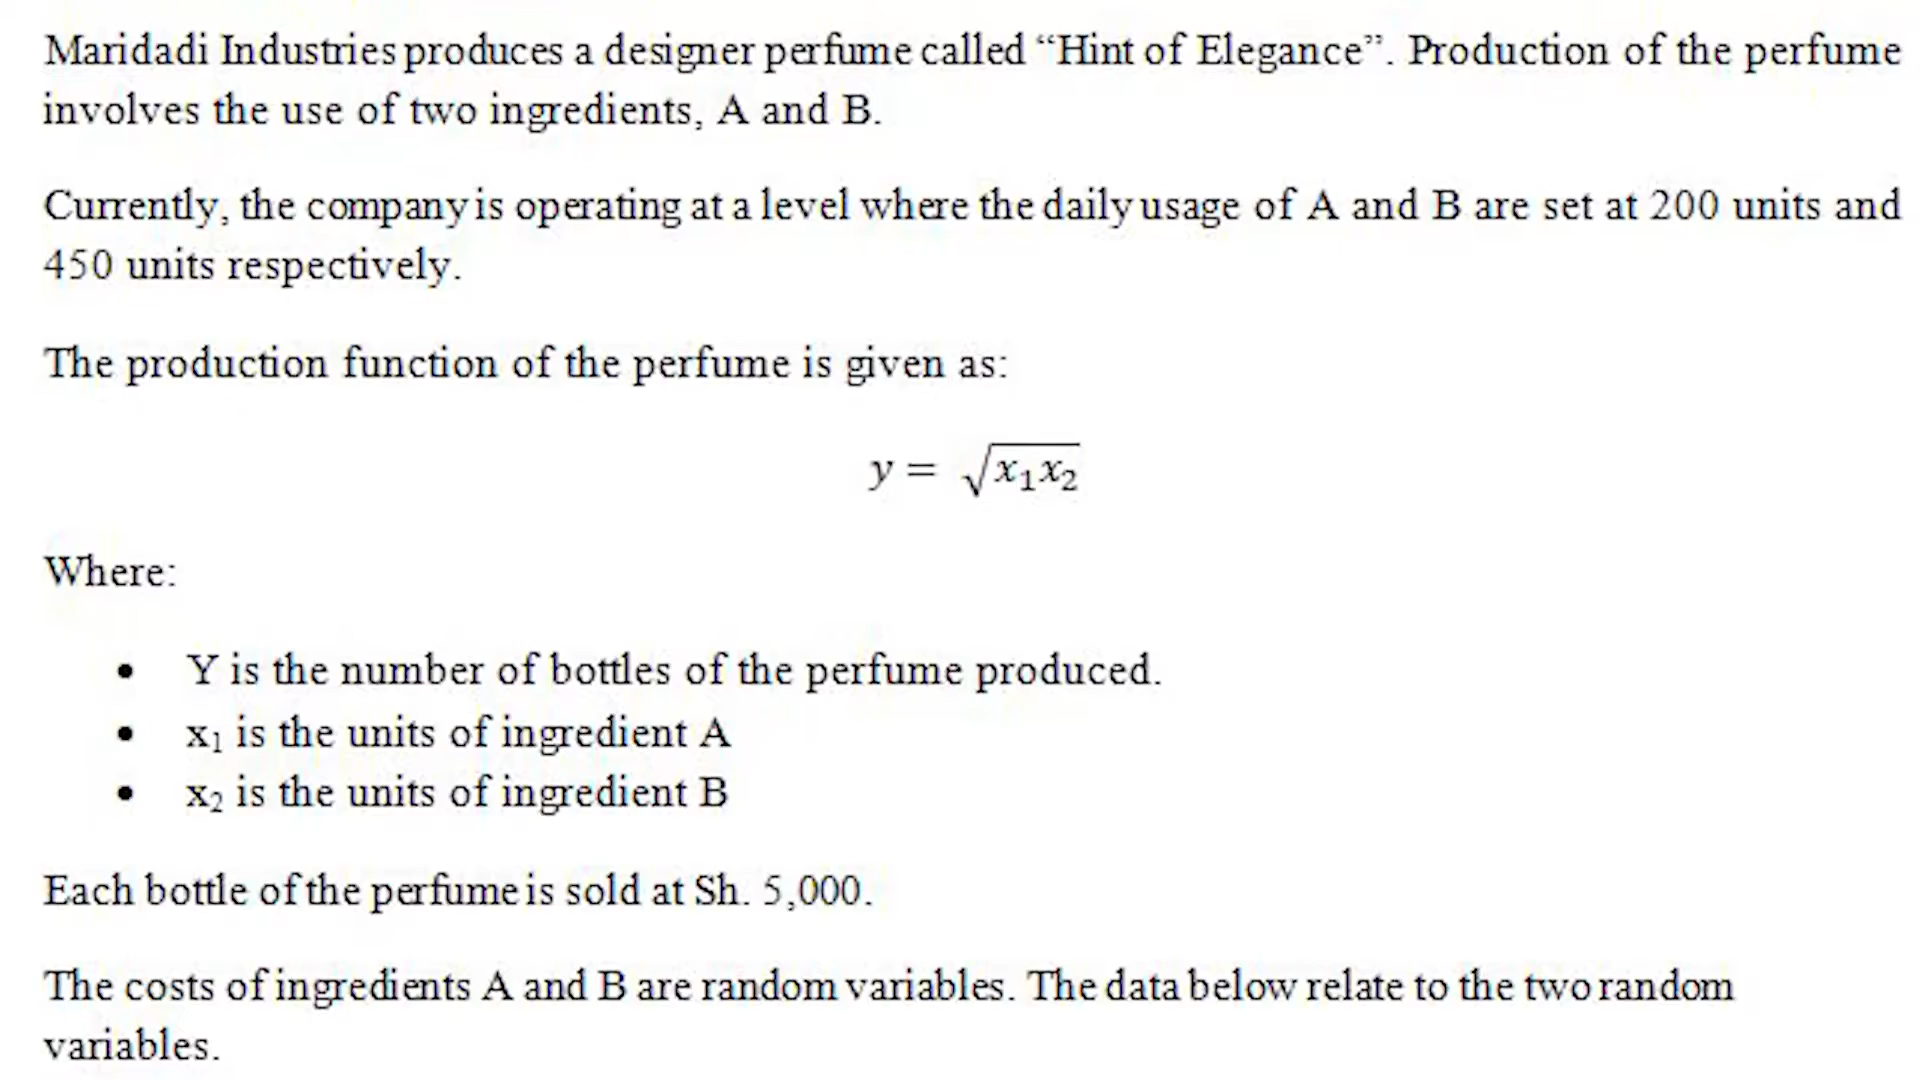 Maridadi Industries produces a designer perfume called “Hint of Elegance”. Production of the perfume
involves the use of two ingredients, A and B.
Currently, the company is operating at a level where the daily usage of A and B are set at 200 units and
450 units respectively.
The production function of the perfume is given as:
y = √x₁x₂
Where:
• Y is the number of bottles of the perfume produced.
• x₁ is the units of ingredient A
• x₂ is the units of ingredient B
Each bottle of the perfume is sold at Sh. 5,000.
The costs of ingredients A and B are random variables. The data below relate to the two random
variables.